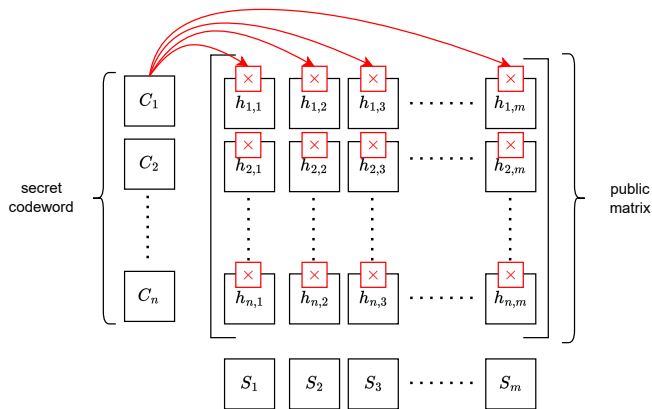 C₁
× × × ×
h₁,₁ h₁,₂ h₁,₃ ········ h₁,ₘ
C₂
× × × ×
h₂,₁ h₂,₂ h₂,₃ ········ h₂,ₘ
secret
codeword
public
matrix
Cₙ
× × × ×
hₙ,₁ hₙ,₂ hₙ,₃ ········ hₙ,ₘ
S₁ S₂ S₃ ········ Sₘ